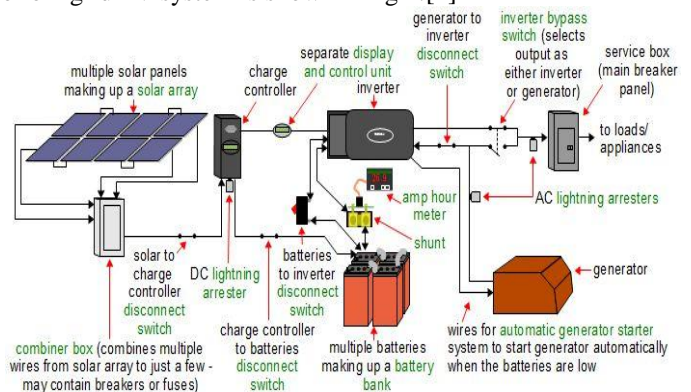 generator to
inverter
disconnect
switch
inverter bypass
switch (selects
output as
either inverter
or generator)
service box
(main breaker
panel)
multiple solar panels
making up a solar array
charge
controller
separate display
and control unit
inverter
to loads/
appliances
amp hour
meter
AC lightning arresters
shunt
solar to
charge
controller
disconnect
switch
DC lightning
arrester
batteries
to inverter
disconnect
switch
generator
combiner box (combines multiple
wires from solar array to just a few -
may contain breakers or fuses)
charge controller
to batteries
disconnect
switch
multiple batteries
making up a battery
bank
wires for automatic generator starter
system to start generator automatically
when the batteries are low